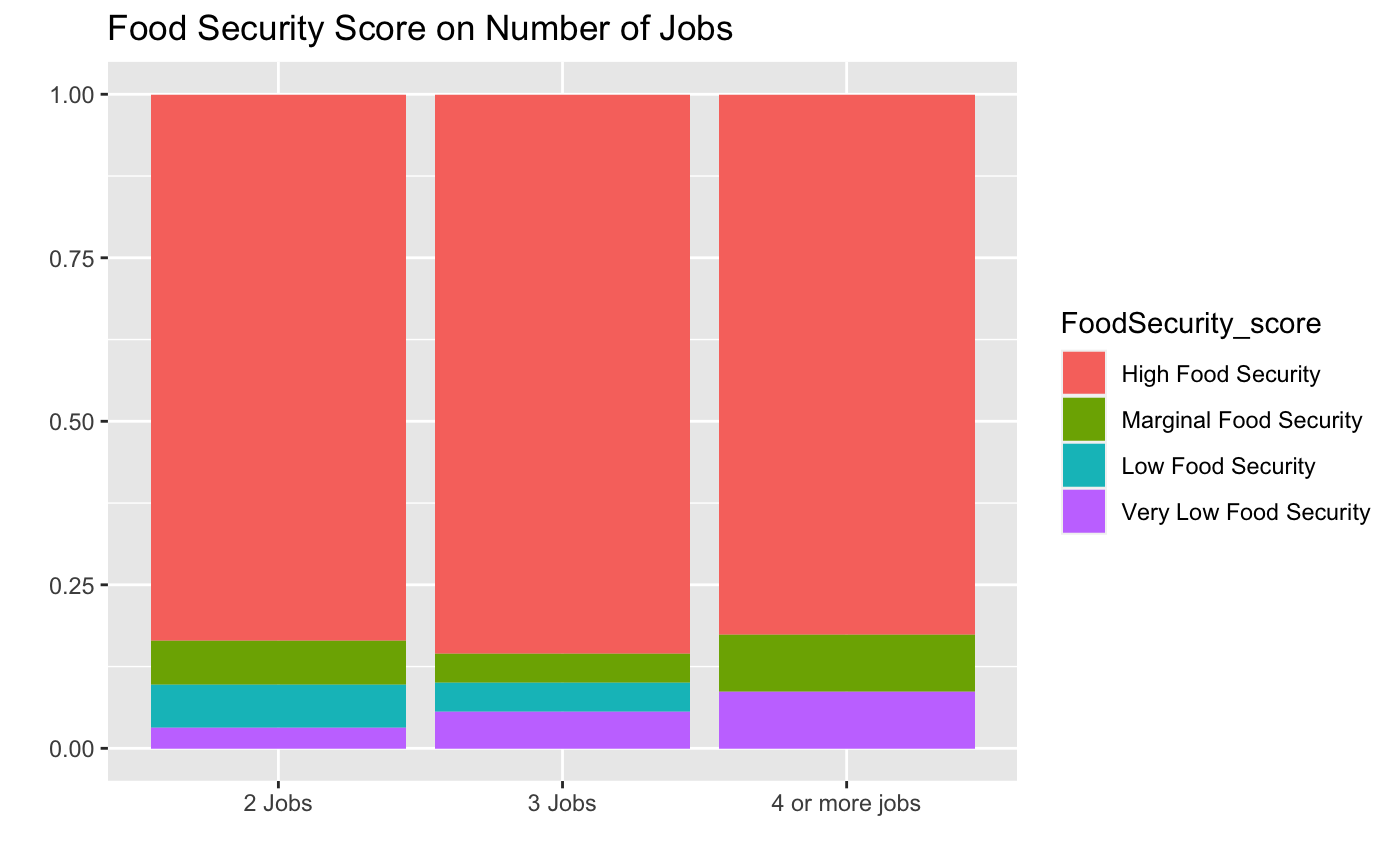 Food Security Score on Number of Jobs
1.00
0.75
0.50
0.25
0.00
2 Jobs
3 Jobs
4 or more jobs
FoodSecurity_score
High Food Security
Marginal Food Security
Low Food Security
Very Low Food Security